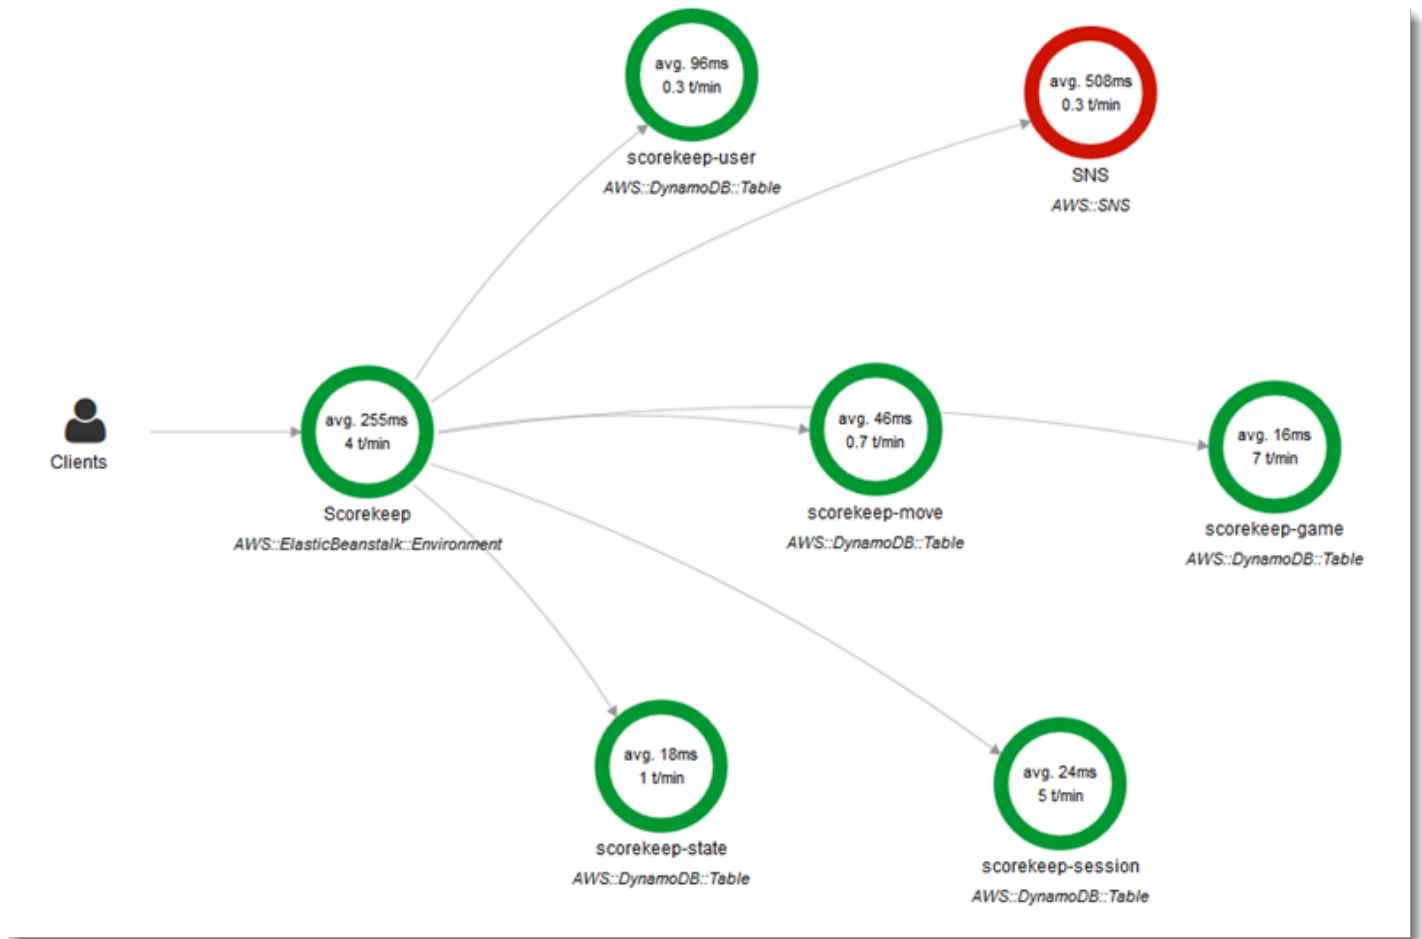 avg. 96ms
0.3 t/min
scorekeep-user
AWS::DynamoDB::Table
avg. 508ms
0.3 t/min
SNS
AWS::SNS
Clients
avg. 255ms
4 t/min
Scorekeep
AWS::ElasticBeanstalk::Environment
avg. 46ms
0.7 t/min
scorekeep-move
AWS::DynamoDB::Table
avg. 16ms
7 t/min
scorekeep-game
AWS::DynamoDB::Table
avg. 18ms
1 t/min
scorekeep-state
AWS::DynamoDB::Table
avg. 24ms
5 t/min
scorekeep-session
AWS::DynamoDB::Table